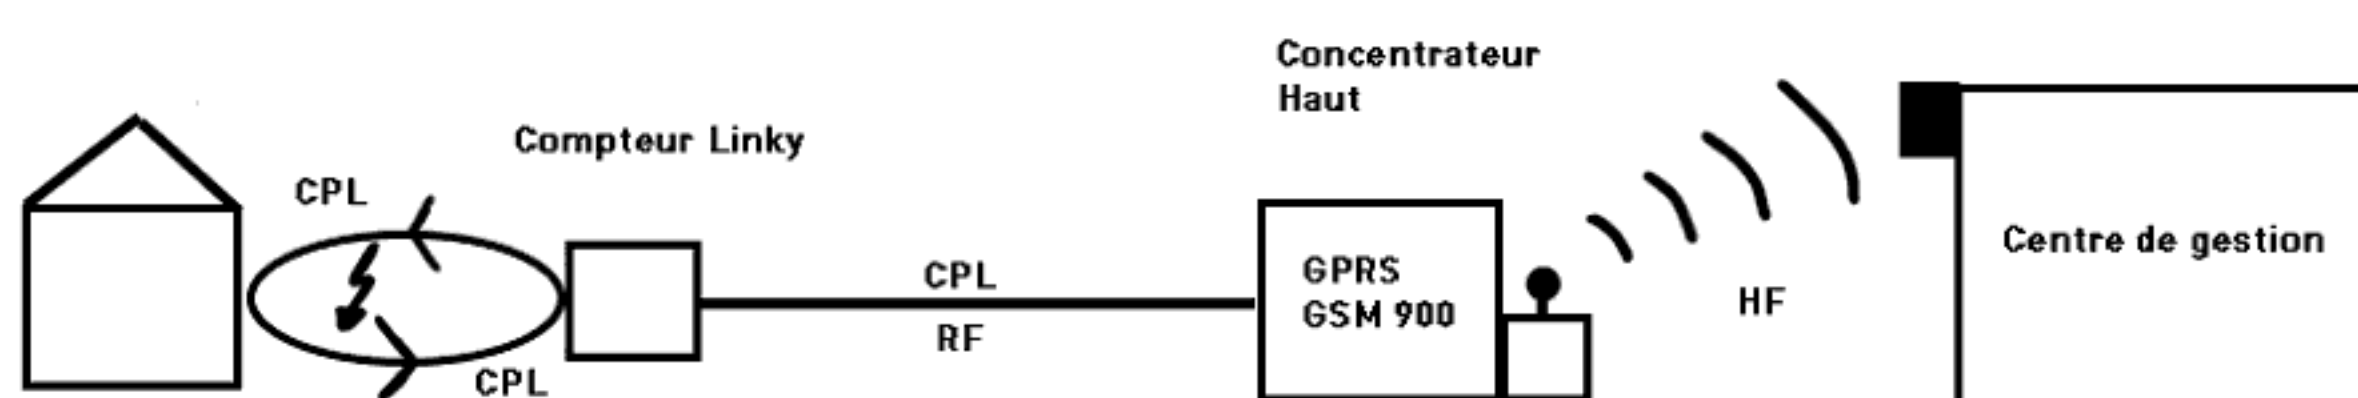 Concentrateur
Haut
Compteur Linky
CPL
CPL
RF
CPL
GPRS
GSM 900
HF
Centre de gestion